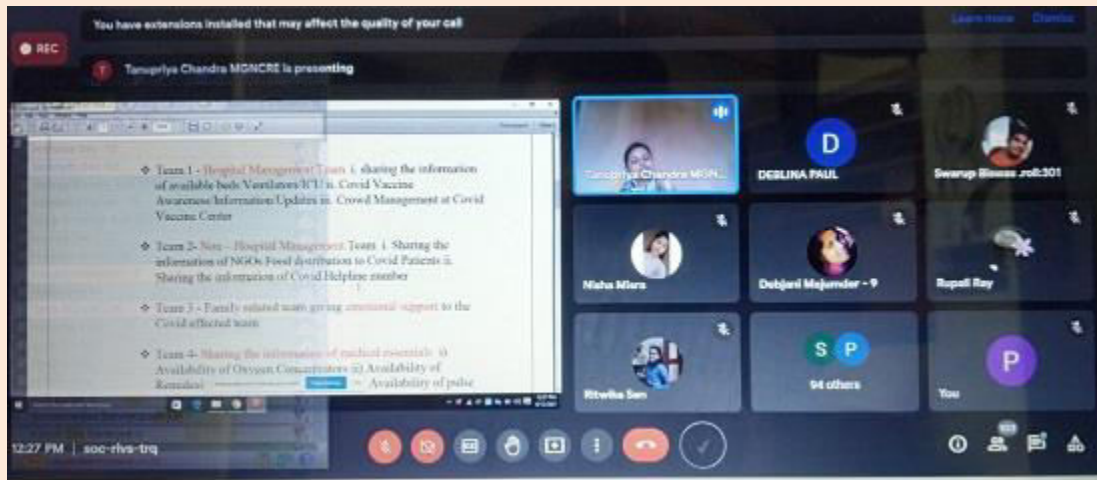 You have extensions installed that may affect the quality of your call
Learn more Dismiss
REC
T
Tanupriya Chandra MGNCRE is presenting
❖ Team 1 - Hospital Management Team i. sharing the information
of available beds Ventilators/ICU ii. Covid Vaccine
Awareness/Information/Updates iii. Crowd Management at Covid
Vaccine Center
❖ Team 2- Non - Hospital Management Team i. Sharing the
information of NGOs Food distribution to Covid Patients ii.
Sharing the information of Covid Helpline number
❖ Team 3 - Family related team giving emotional support to the
Covid effected team
❖ Team 4- Sharing the information of medical essentials i)
Availability of Oxygen Concentrators ii) Availability of
Availability of pulse
Tanupriya Chandra MGN...
D
DEBLINA PAUL
Swarup Biswas .roll:301
Nisha Misra
Debjani Majumder - 9
Rupali Ray
Ritwika Sen
S P
94 others
P
You
12:27 PM | soc-rhvs-trq
103